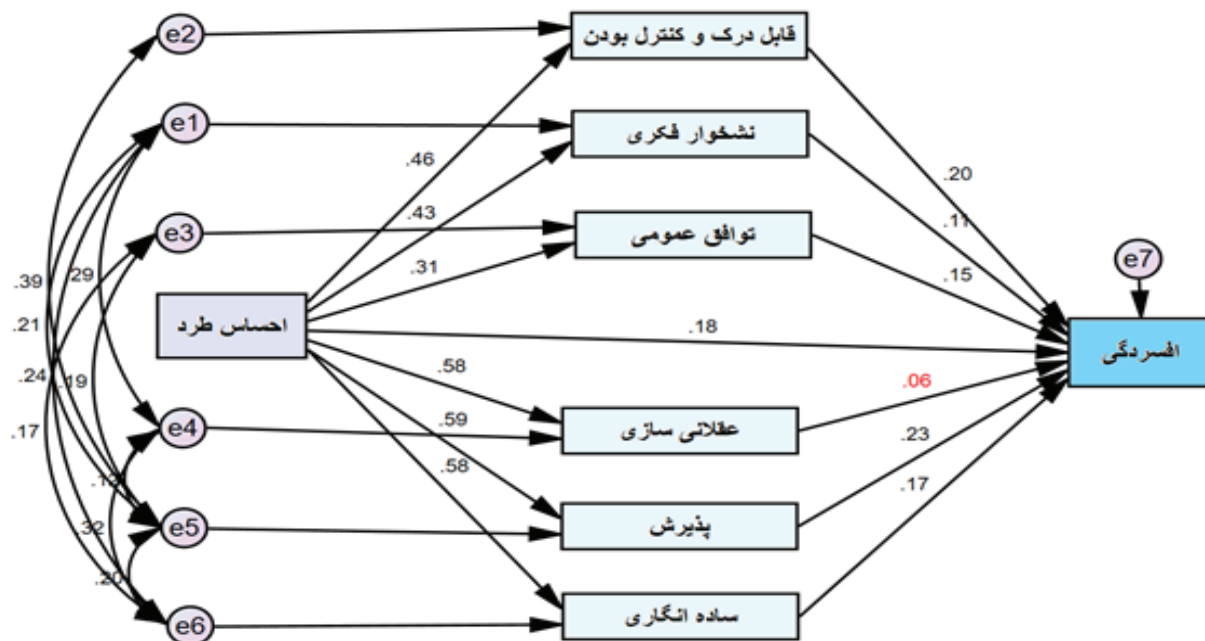 e2
قابل درک و کنترل بودن
e1
نشخوار فکری
.46
.20
.43
.11
e3
توافق عمومی
.31
.15
e7
.39
.29
.21
احساس طرد
.18
افسردگی
.24
.19
.58
.06
.17
e4
.59
عقلانی سازی
.23
.58
.17
e5
پذیرش
.32
.20
e6
ساده انگاری